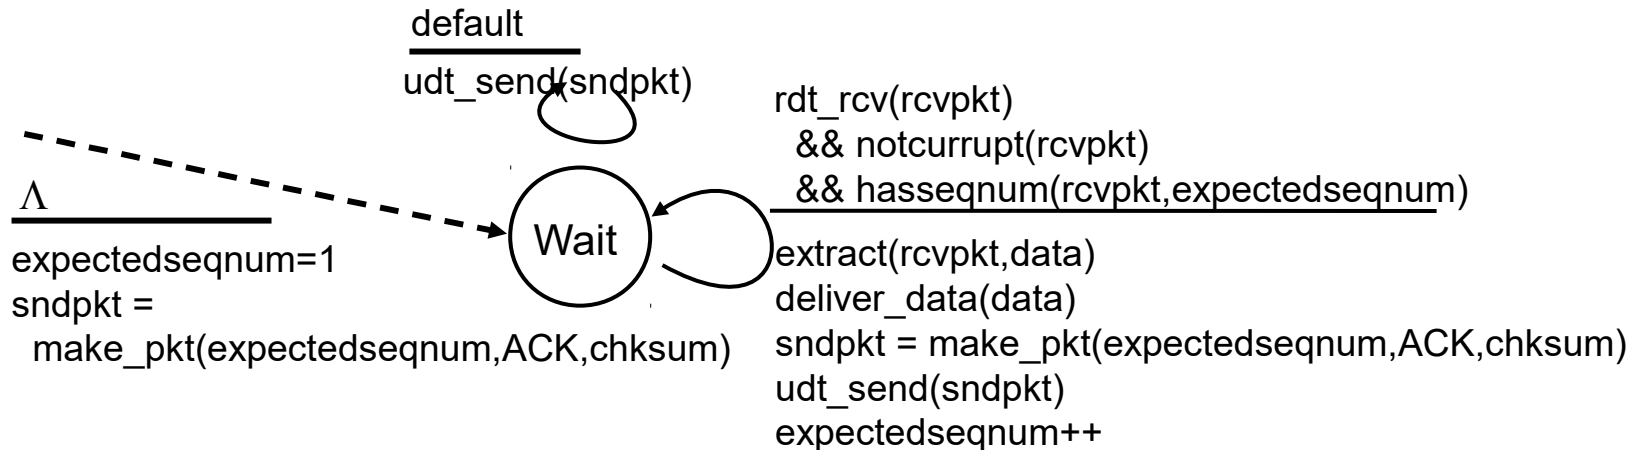 default
udt_send(sndpkt)
rdt_rcv(rcvpkt)
&& notcurrupt(rcvpkt)
&& hasseqnum(rcvpkt,expectedseqnum)
Λ
Wait
expectedseqnum=1
sndpkt =
make_pkt(expectedseqnum,ACK,chksum)
extract(rcvpkt,data)
deliver_data(data)
sndpkt = make_pkt(expectedseqnum,ACK,chksum)
udt_send(sndpkt)
expectedseqnum++